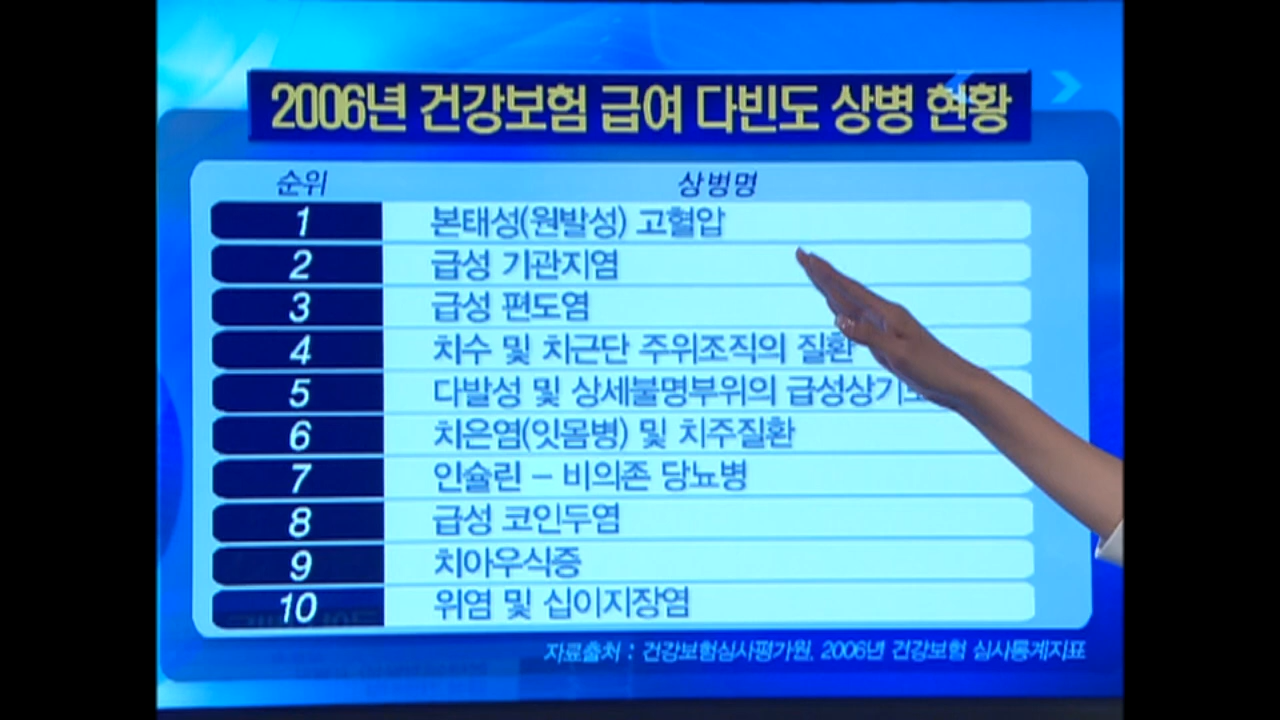 2006년 건강보험 급여 다빈도 상병 현황
순위 상병명
1 본태성(원발성) 고혈압
2 급성 기관지염
3 급성 편도염
4 치수 및 치근단 주위조직의 질환
5 다발성 및 상세불명부위의
6 치은염(잇몸병) 및 치주질환
7 인슐린 – 비의존 당뇨병
8 급성 코인두염
9 치아우식증
10 위염 및 십이지장염
자료출처 : 건강보험심사평가원, 2006년 건강보험 심사통계지표